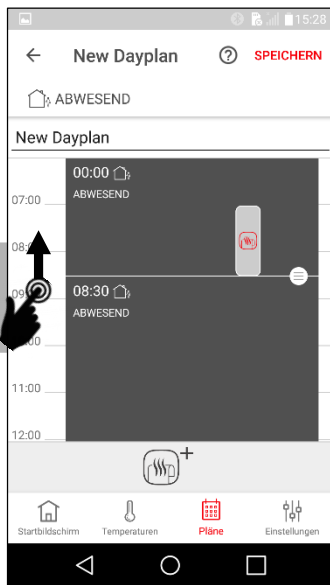 15:28
New Dayplan
SPEICHERN
ABWESEND
New Dayplan
00:00
ABWESEND
07:00
08:30
ABWESEND
11:00
12:00
Startbildschirm Temperaturen Pläne Einstellungen